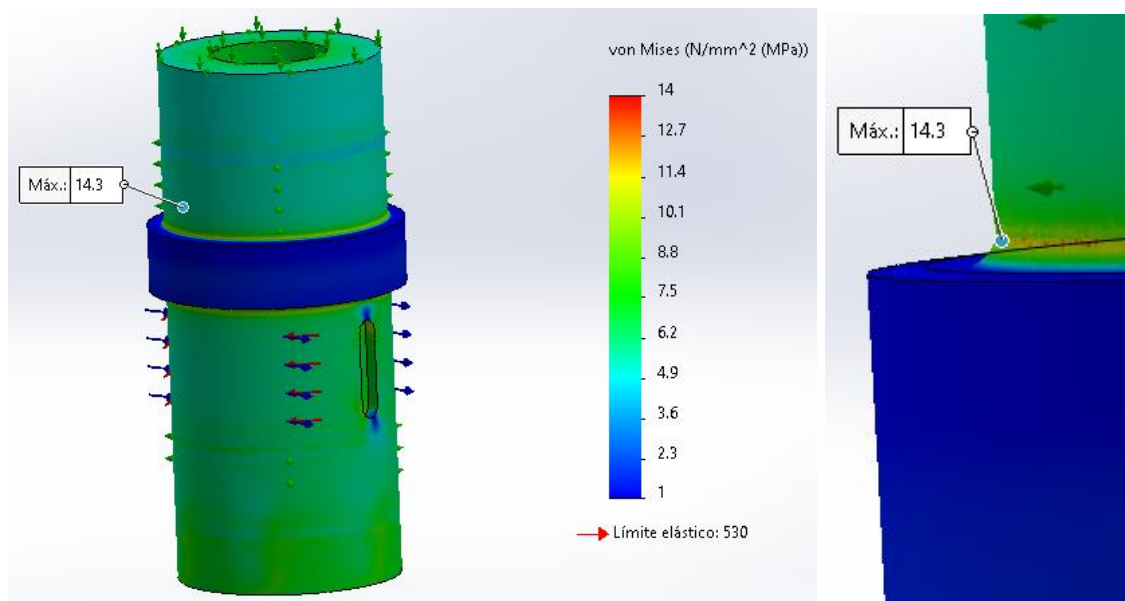 von Mises (N/mm^2 (MPa))
14
12.7
11.4
10.1
8.8
7.5
6.2
4.9
3.6
2.3
1
Límite elástico: 530
Máx.: 14.3
Máx.: 14.3